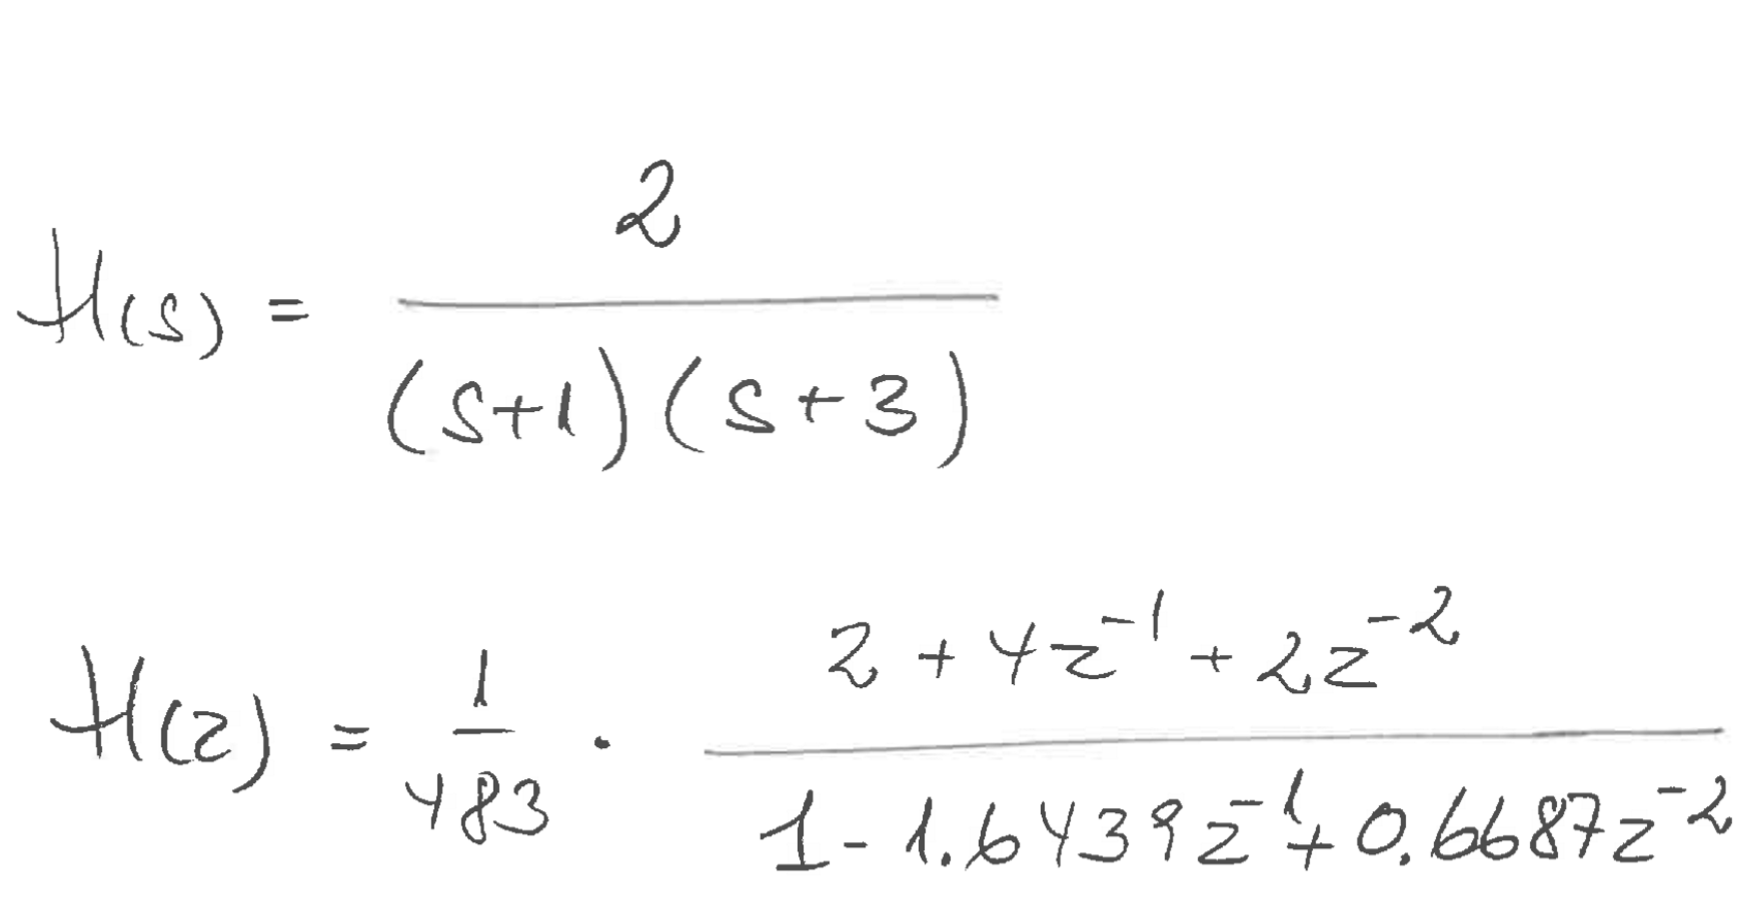 H(s) = 2 / ((s+1)(s+3))
H(z) = 1/483 · (2 + 4z^-1 + 2z^-2) / (1 - 1.6439z^-1 + 0.6687z^-2)